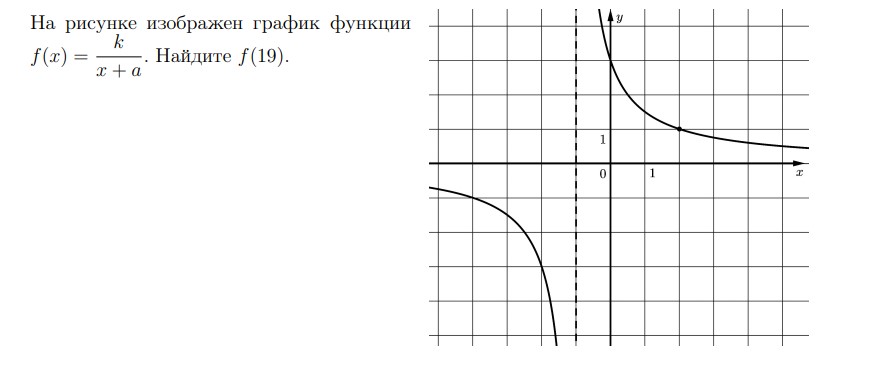 На рисунке изображен график функции
f(x) = k / (x + a). Найдите f(19).
y
1
0
1
x